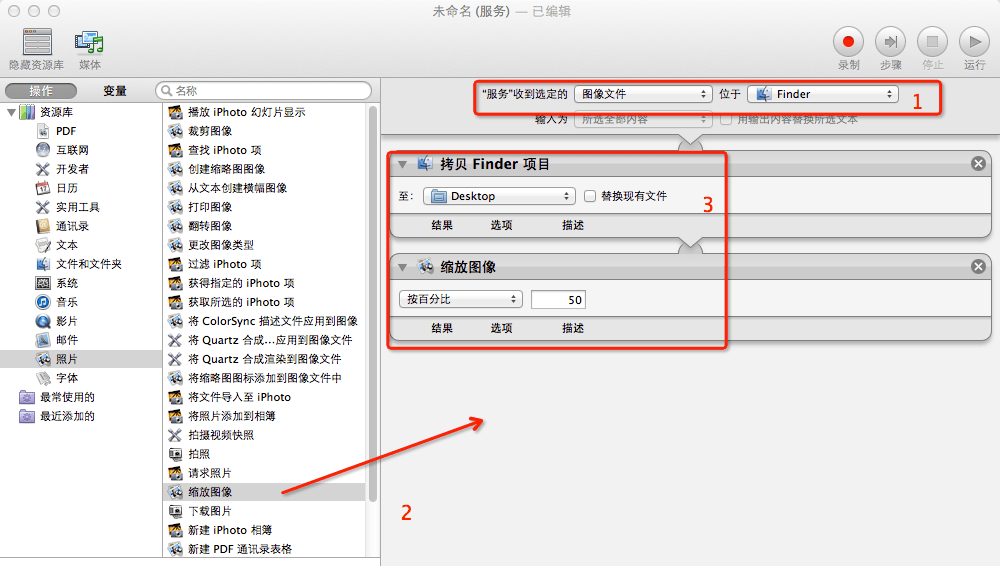 未命名 (服务) — 已编辑
隐藏资源库
媒体
录制
步骤
停止
运行
操作
变量
名称
资源库
PDF
互联网
开发者
日历
实用工具
通讯录
文本
文件和文件夹
系统
音乐
影片
邮件
照片
字体
最常使用的
最近添加的
播放 iPhoto 幻灯片显示
裁剪图像
查找 iPhoto 项
创建缩略图图像
从文本创建横幅图像
打印图像
翻转图像
更改图像类型
过滤 iPhoto 项
获得指定的 iPhoto 项
获取所选的 iPhoto 项
将 ColorSync 描述文件应用到图像
将 Quartz 合成…应用到图像文件
将 Quartz 合成渲染到图像文件
将缩略图图标添加到图像文件中
将文件导入至 iPhoto
将照片添加到相簿
拍摄视频快照
拍照
请求照片
缩放图像
下载图片
新建 iPhoto 相簿
新建 PDF 通讯录表格
“服务”收到选定的 图像文件 位于 Finder 1
输入为 所选全部内容 用输出内容替换所选文本
拷贝 Finder 项目
至: Desktop 替换现有文件 3
结果 选项 描述
缩放图像
按百分比 50
结果 选项 描述
2